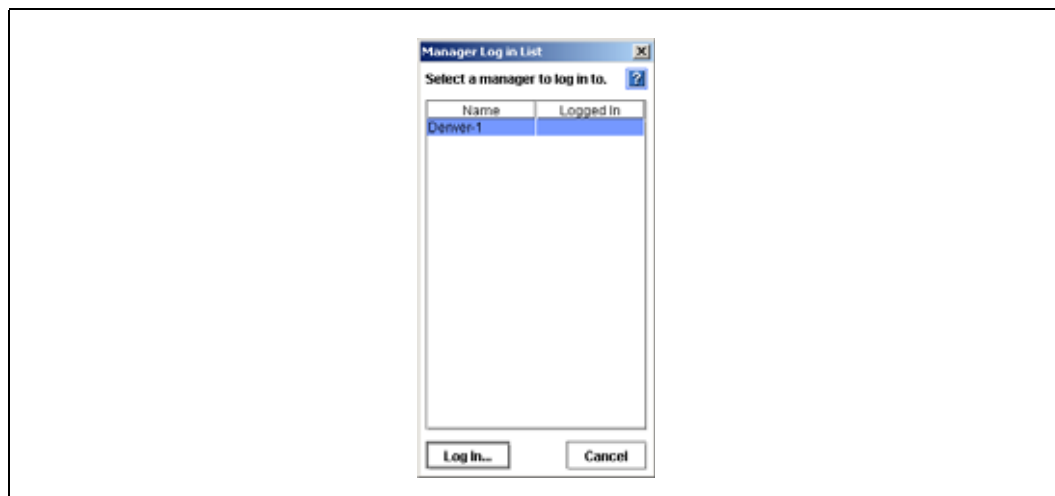 Manager Log in List
Select a manager to log in to.
?
Name Logged In
Denver-1
Log In... Cancel